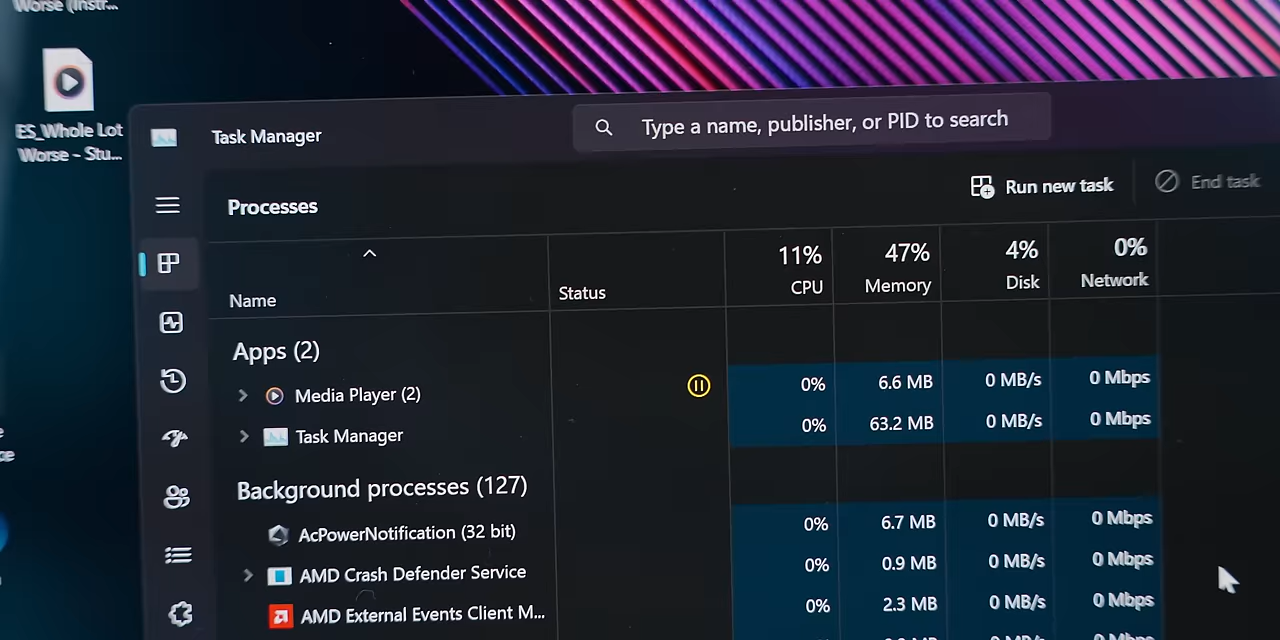 Worse (Instr...
ES_Whole Lot
Worse - Stu...
Task Manager
Type a name, publisher, or PID to search
Processes
Run new task
End task
11% 47% 4% 0%
Name Status CPU Memory Disk Network
Apps (2)
Media Player (2) 0% 6.6 MB 0 MB/s 0 Mbps
Task Manager 0% 63.2 MB 0 MB/s 0 Mbps
Background processes (127)
AcPowerNotification (32 bit) 0% 6.7 MB 0 MB/s 0 Mbps
AMD Crash Defender Service 0% 0.9 MB 0 MB/s 0 Mbps
AMD External Events Client M... 0% 2.3 MB 0 MB/s 0 Mbps